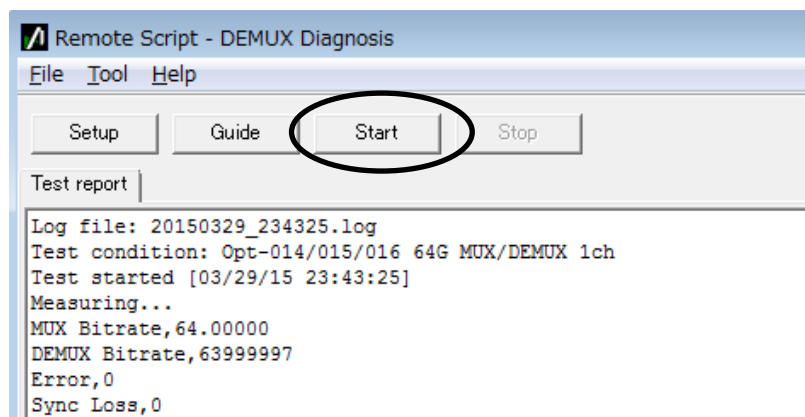 Remote Script - DEMUX Diagnosis
File Tool Help
Setup Guide Start Stop
Test report
Log file: 20150329_234325.log
Test condition: Opt-014/015/016 64G MUX/DEMUX 1ch
Test started [03/29/15 23:43:25]
Measuring...
MUX Bitrate,64.00000
DEMUX Bitrate,63999997
Error,0
Sync Loss,0